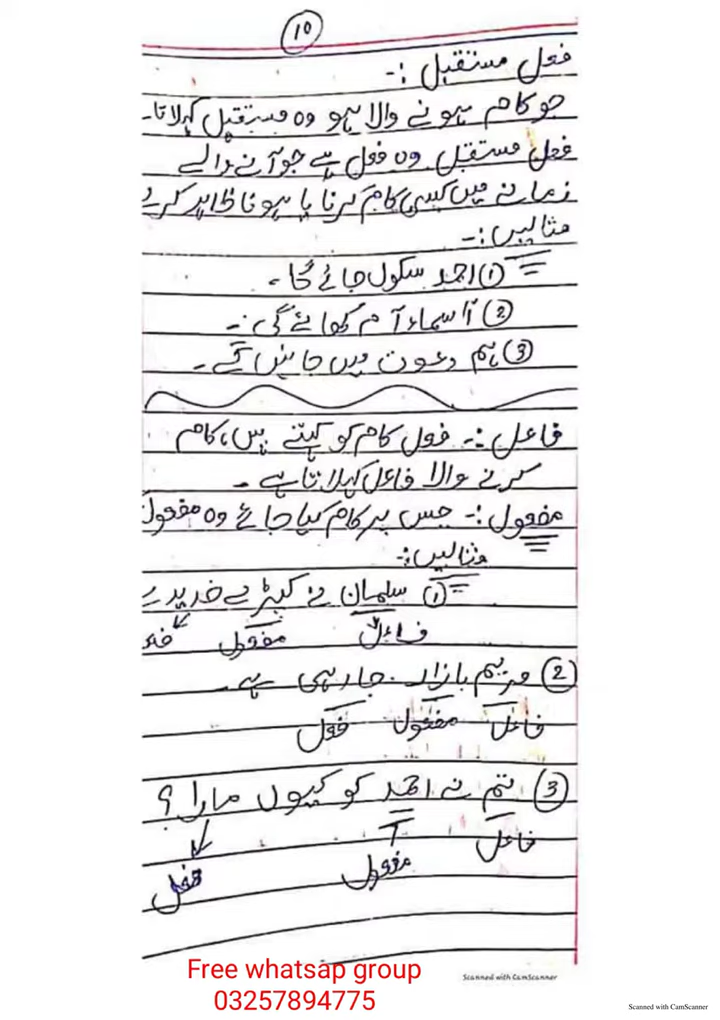 10
فعل مستقبل :-
جو کام ہونے والا ہو وہ مستقبل کہلاتا-
فعل مستقبل وہ فعل ہے جو آنے والے
زمانے میں کسی کام کرنا یا ہونا ظاہر کرے
مثالیں :-
① احمد سکول جائے گا -
② اسماء آم کھائے گی :-
③ ہم دعوت میں جائیں گے -
فاعل :- فعل کام کو کہتے ہیں، کام
کرنے والا فاعل کہلاتا ہے -
مفعول :- جس پر کام کیا جائے وہ مفعول
مثالیں :-
① سلمان نے کپڑے خریدے
فاعل مفعول
② مریم بازار جا رہی ہے -
فاعل مفعول فعل
③ تم نے احمد کو کیوں مارا ؟
فاعل
مفعول فعل
Free whatsap group
03257894775
Scanned with CamScanner
Scanned with CamScanner